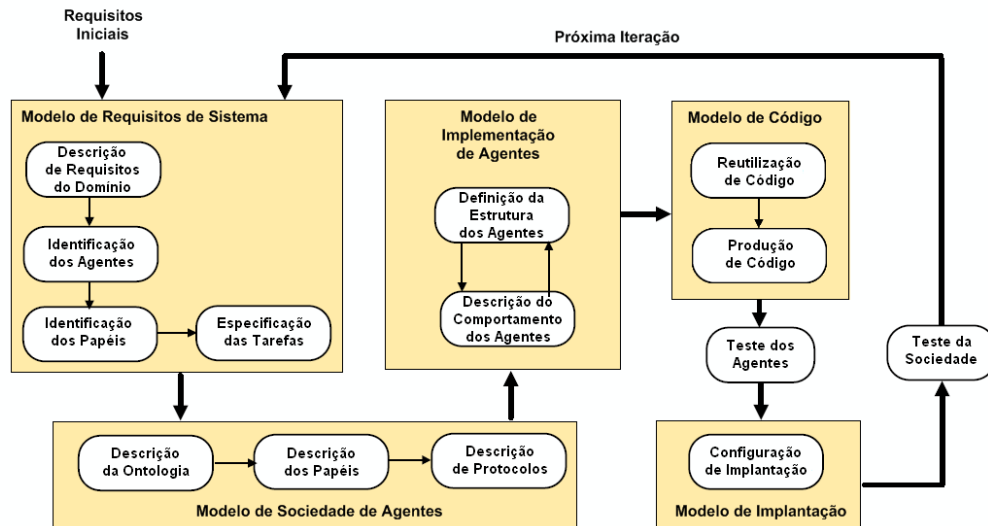 Requisitos
Iniciais
Próxima Iteração
Modelo de Requisitos de Sistema
Descrição
de Requisitos
do Domínio
Identificação
dos Agentes
Identificação
dos Papéis
Especificação
das Tarefas
Descrição
da Ontologia
Descrição
dos Papéis
Descrição
de Protocolos
Modelo de Sociedade de Agentes
Modelo de
Implementação
de Agentes
Definição da
Estrutura
dos Agentes
Descrição do
Comportamento
dos Agentes
Modelo de Código
Reutilização
de Código
Produção
de Código
Teste dos
Agentes
Configuração
de Implantação
Modelo de Implantação
Teste da
Sociedade